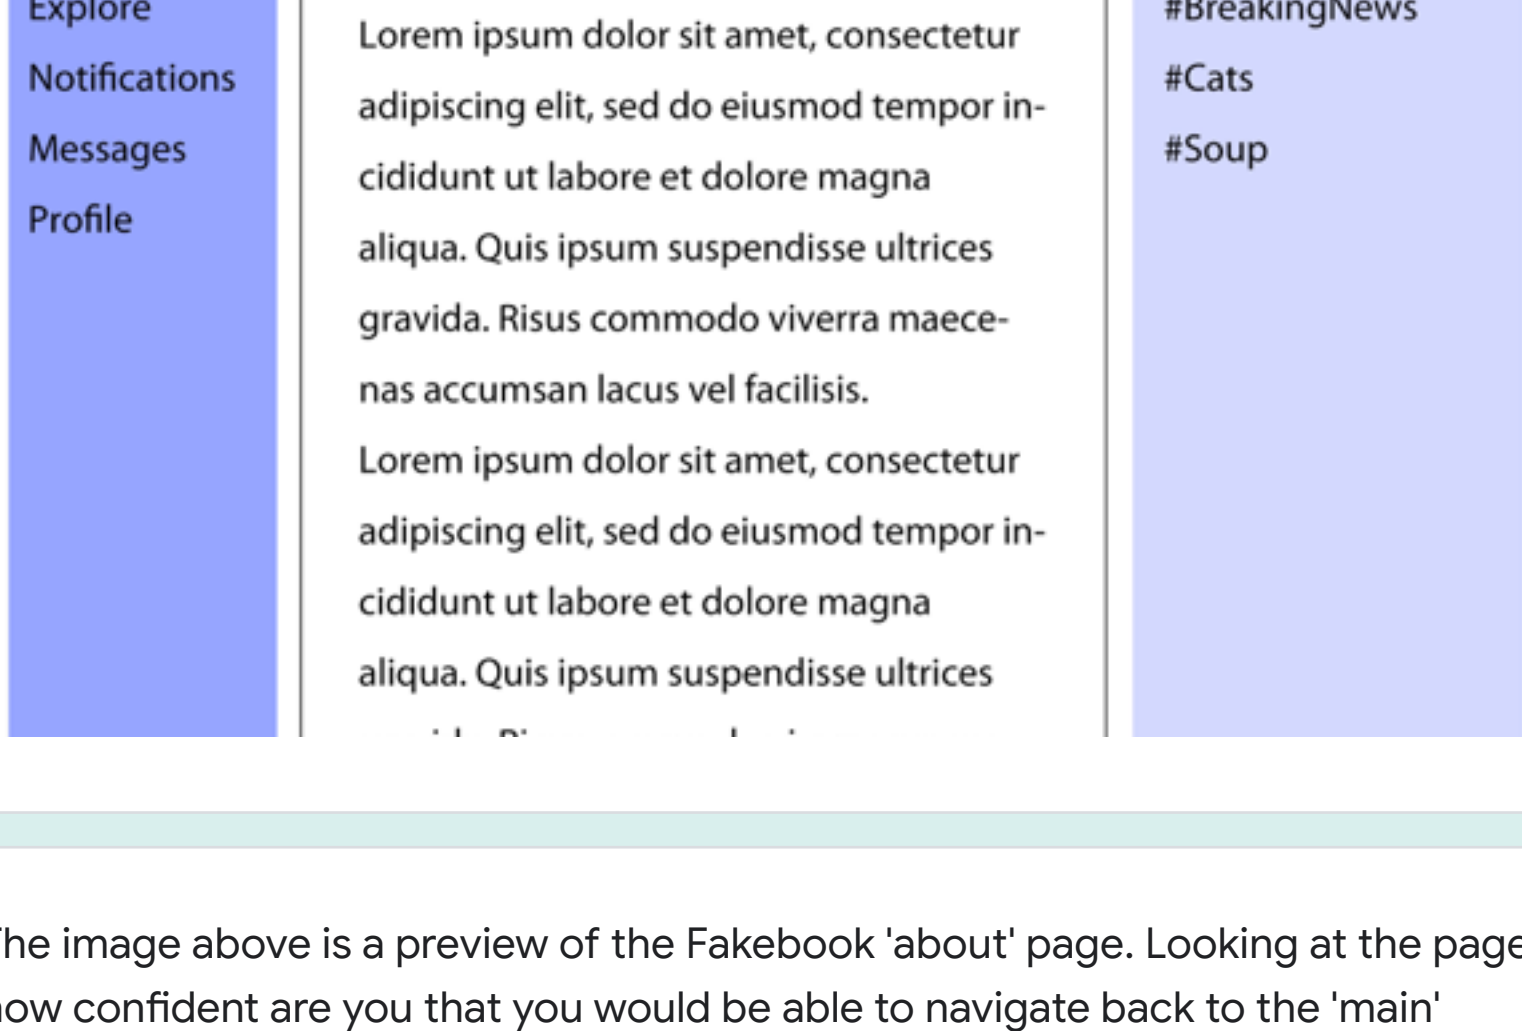 Explore
Notifications
Messages
Profile
Lorem ipsum dolor sit amet, consectetur
adipiscing elit, sed do eiusmod tempor in-
cididunt ut labore et dolore magna
aliqua. Quis ipsum suspendisse ultrices
gravida. Risus commodo viverra maece-
nas accumsan lacus vel facilisis.
Lorem ipsum dolor sit amet, consectetur
adipiscing elit, sed do eiusmod tempor in-
cididunt ut labore et dolore magna
aliqua. Quis ipsum suspendisse ultrices
#BreakingNews
#Cats
#Soup
The image above is a preview of the Fakebook 'about' page. Looking at the page
how confident are you that you would be able to navigate back to the 'main'